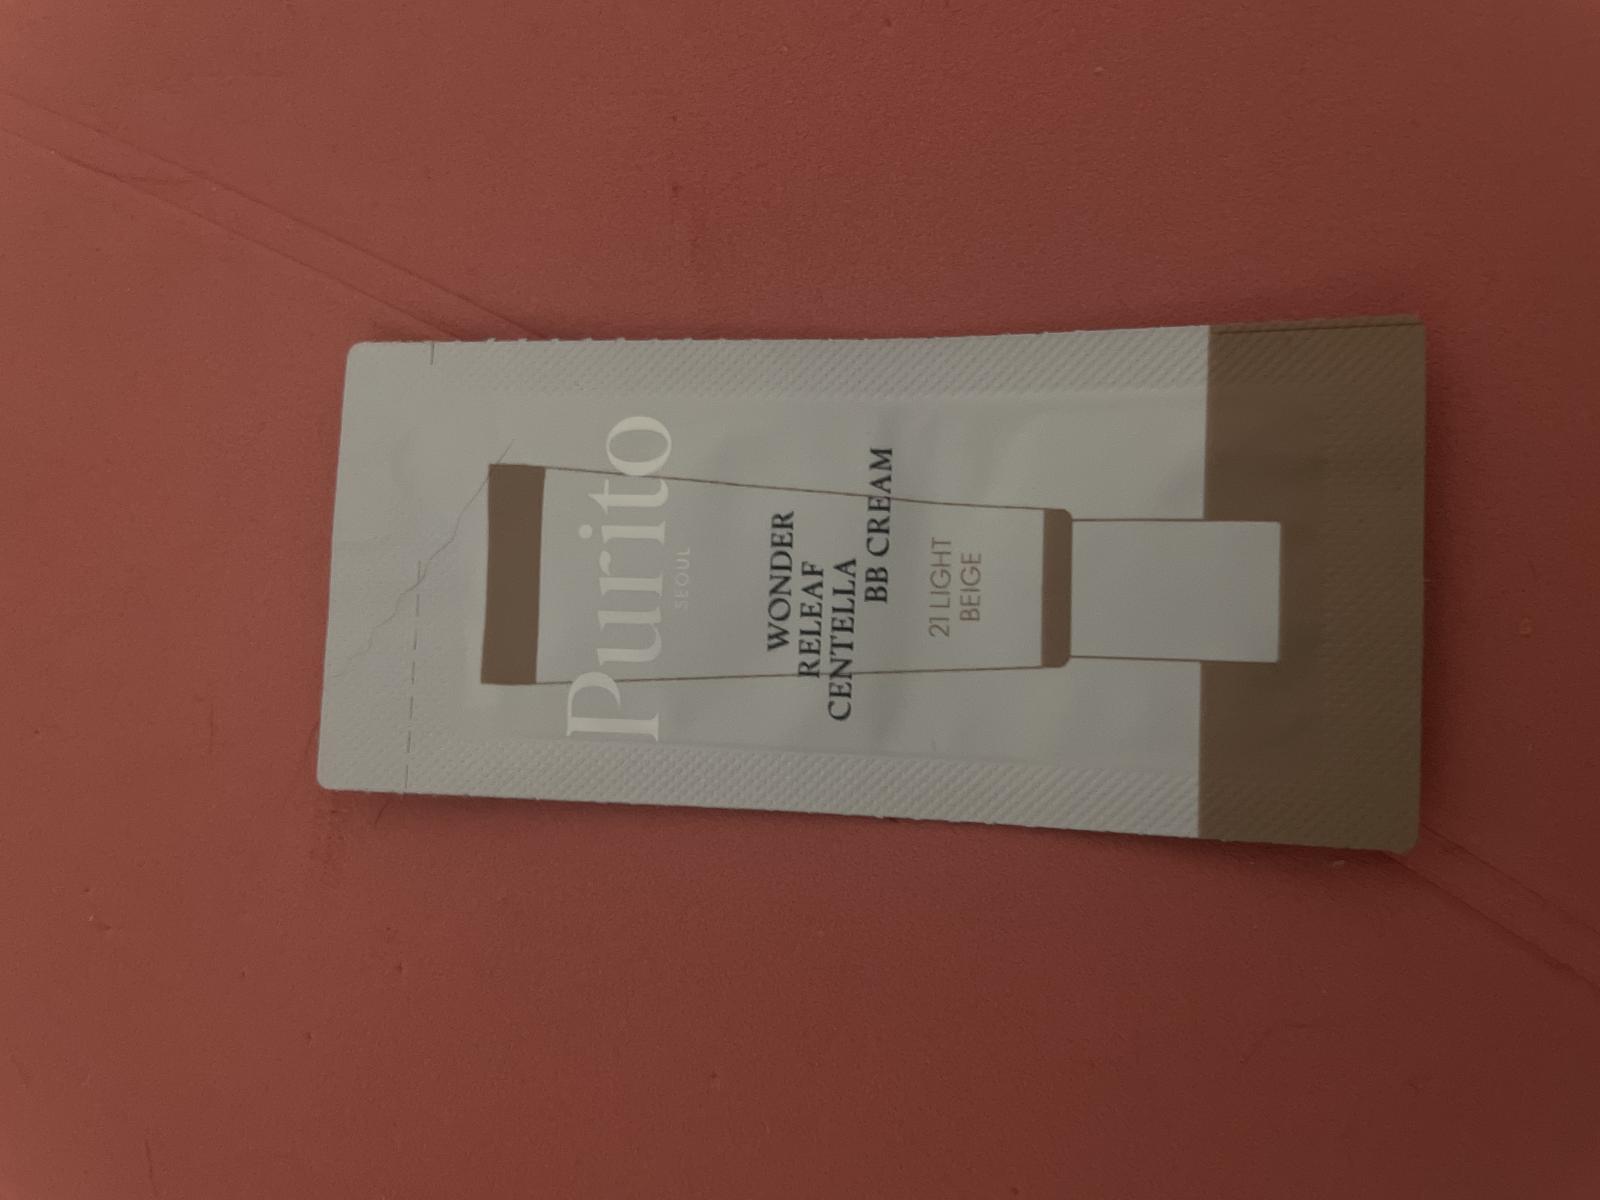 Purito
SEOUL
WONDER
RELEAF
CENTELLA
BB CREAM
21 LIGHT
BEIGE